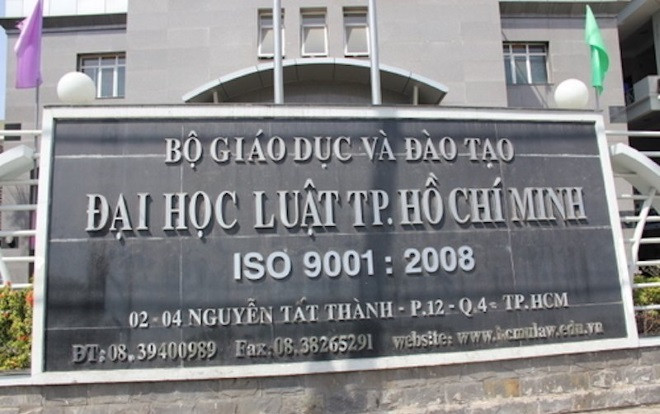 BỘ GIÁO DỤC VÀ ĐÀO TẠO
ĐẠI HỌC LUẬT TP. HỒ CHÍ MINH
ISO 9001 : 2008
02 - 04 NGUYỄN TẤT THÀNH - P.12 - Q.4 - TP.HCM
ĐT: 08. 39400989 Fax. 08.38265291 website: www.hcmulaw.edu.vn